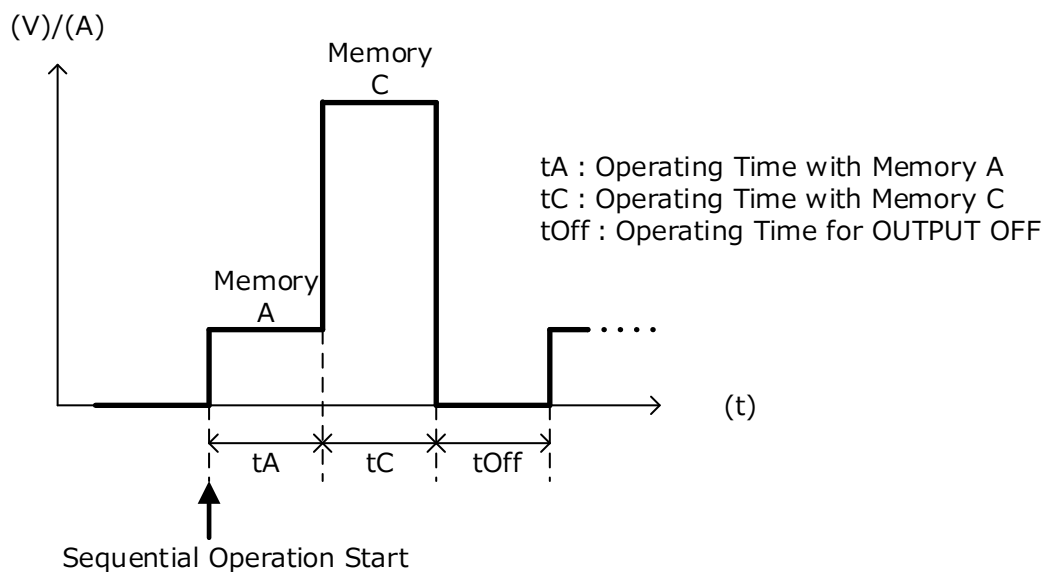 (V)/(A)
Memory
C
tA : Operating Time with Memory A
tC : Operating Time with Memory C
tOff : Operating Time for OUTPUT OFF
Memory
A
(t)
tA
tC
tOff
Sequential Operation Start